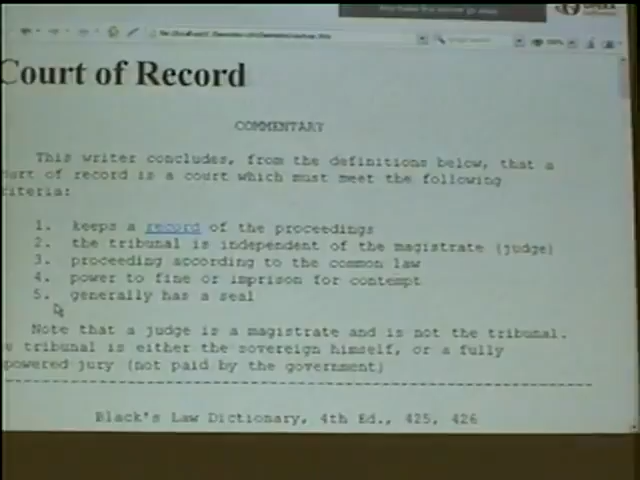 Court of Record
COMMENTARY
This writer concludes, from the definitions below, that a
urt of record is a court which must meet the following
riteria:
1. keeps a record of the proceedings
2. the tribunal is independent of the magistrate (judge)
3. proceeding according to the common law
4. power to fine or imprison for contempt
5. generally has a seal
Note that a judge is a magistrate and is not the tribunal.
e tribunal is either the sovereign himself, or a fully
powered jury (not paid by the government)
Black's Law Dictionary, 4th Ed., 425, 426